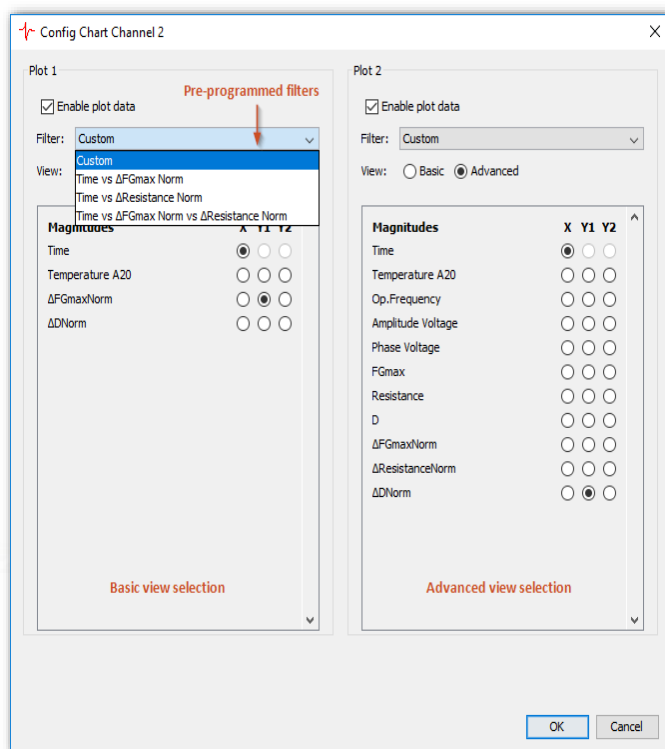 Config Chart Channel 2
Plot 1
Pre-programmed filters
Enable plot data
Filter: Custom
Custom
Time vs ΔFGmax Norm
Time vs ΔResistance Norm
Time vs ΔFGmax Norm vs ΔResistance Norm
View:
Magnitudes X Y1 Y2
Time
Temperature A20
ΔFGmaxNorm
ΔDNorm
Basic view selection
Plot 2
Enable plot data
Filter: Custom
View: Basic Advanced
Magnitudes X Y1 Y2
Time
Temperature A20
Op.Frequency
Amplitude Voltage
Phase Voltage
FGmax
Resistance
D
ΔFGmaxNorm
ΔResistanceNorm
ΔDNorm
Advanced view selection
OK Cancel